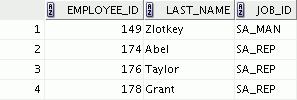 EMPLOYEE_ID LAST_NAME JOB_ID
1 149 Zlotkey SA_MAN
2 174 Abel SA_REP
3 176 Taylor SA_REP
4 178 Grant SA_REP